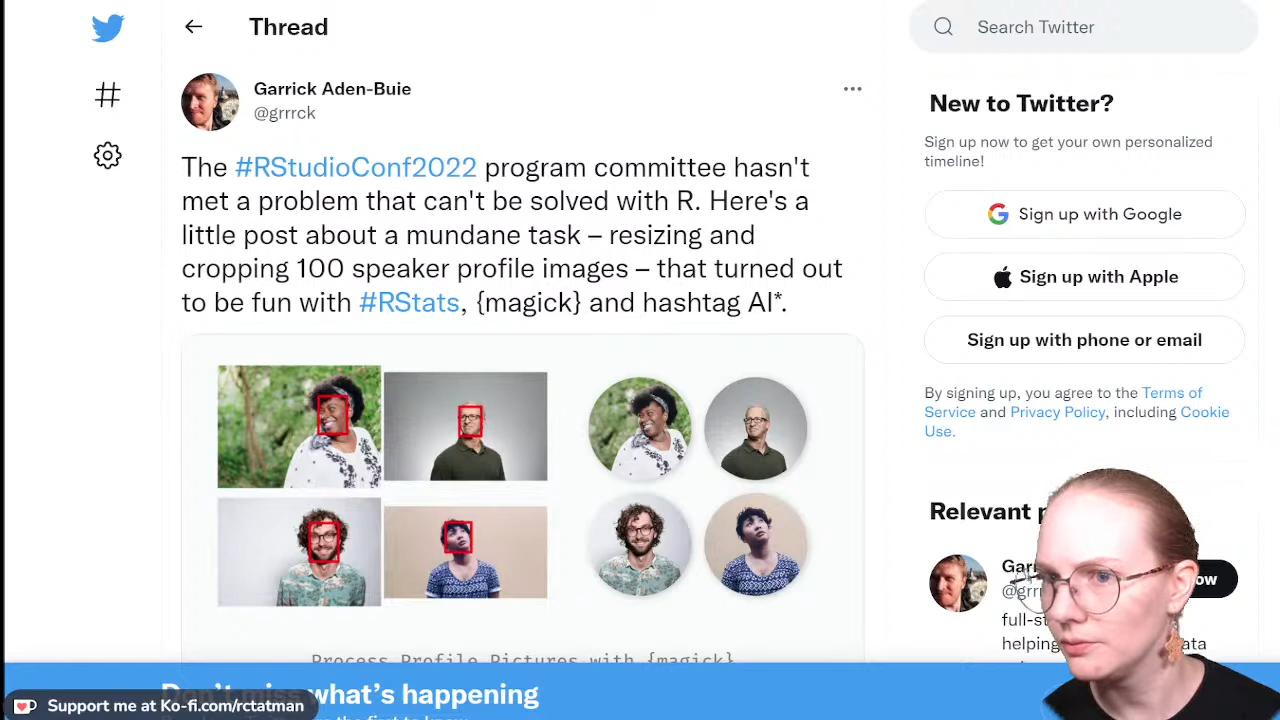 Thread
Search Twitter
Garrick Aden-Buie
@grrrck
The #RStudioConf2022 program committee hasn't
met a problem that can't be solved with R. Here's a
little post about a mundane task – resizing and
cropping 100 speaker profile images – that turned out
to be fun with #RStats, {magick} and hashtag AI*.
Process Profile Pictures with {magick}
New to Twitter?
Sign up now to get your own personalized
timeline!
Sign up with Google
Sign up with Apple
Sign up with phone or email
By signing up, you agree to the Terms of
Service and Privacy Policy, including Cookie
Use.
Relevant
full-
helping
Don't miss what's happening
Support me at Ko-fi.com/rctatman